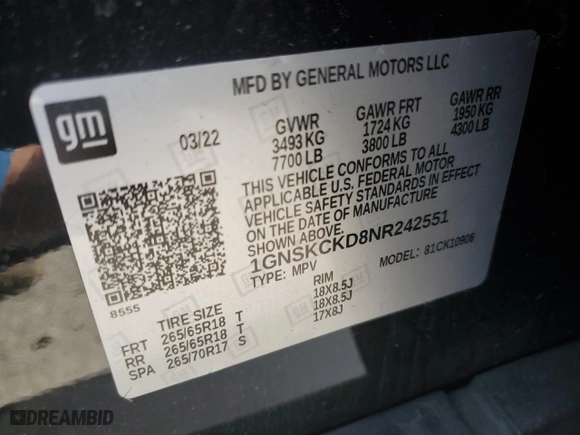 MFD BY GENERAL MOTORS LLC
gm
03/22
GVWR
3493 KG
7700 LB
GAWR FRT
1724 KG
3800 LB
GAWR RR
1950 KG
4300 LB
THIS VEHICLE CONFORMS TO ALL
APPLICABLE U.S. FEDERAL MOTOR
VEHICLE SAFETY STANDARDS IN EFFECT
ON THE DATE OF MANUFACTURE
SHOWN ABOVE.
1GNSKCKD8NR242551
TYPE: MPV
MODEL: 81CK10906
8555
TIRE SIZE
RIM
FRT 265/65R18 T 18X8.5J
RR 265/65R18 T 18X8.5J
SPA 265/70R17 S 17X8J
DREAMBID